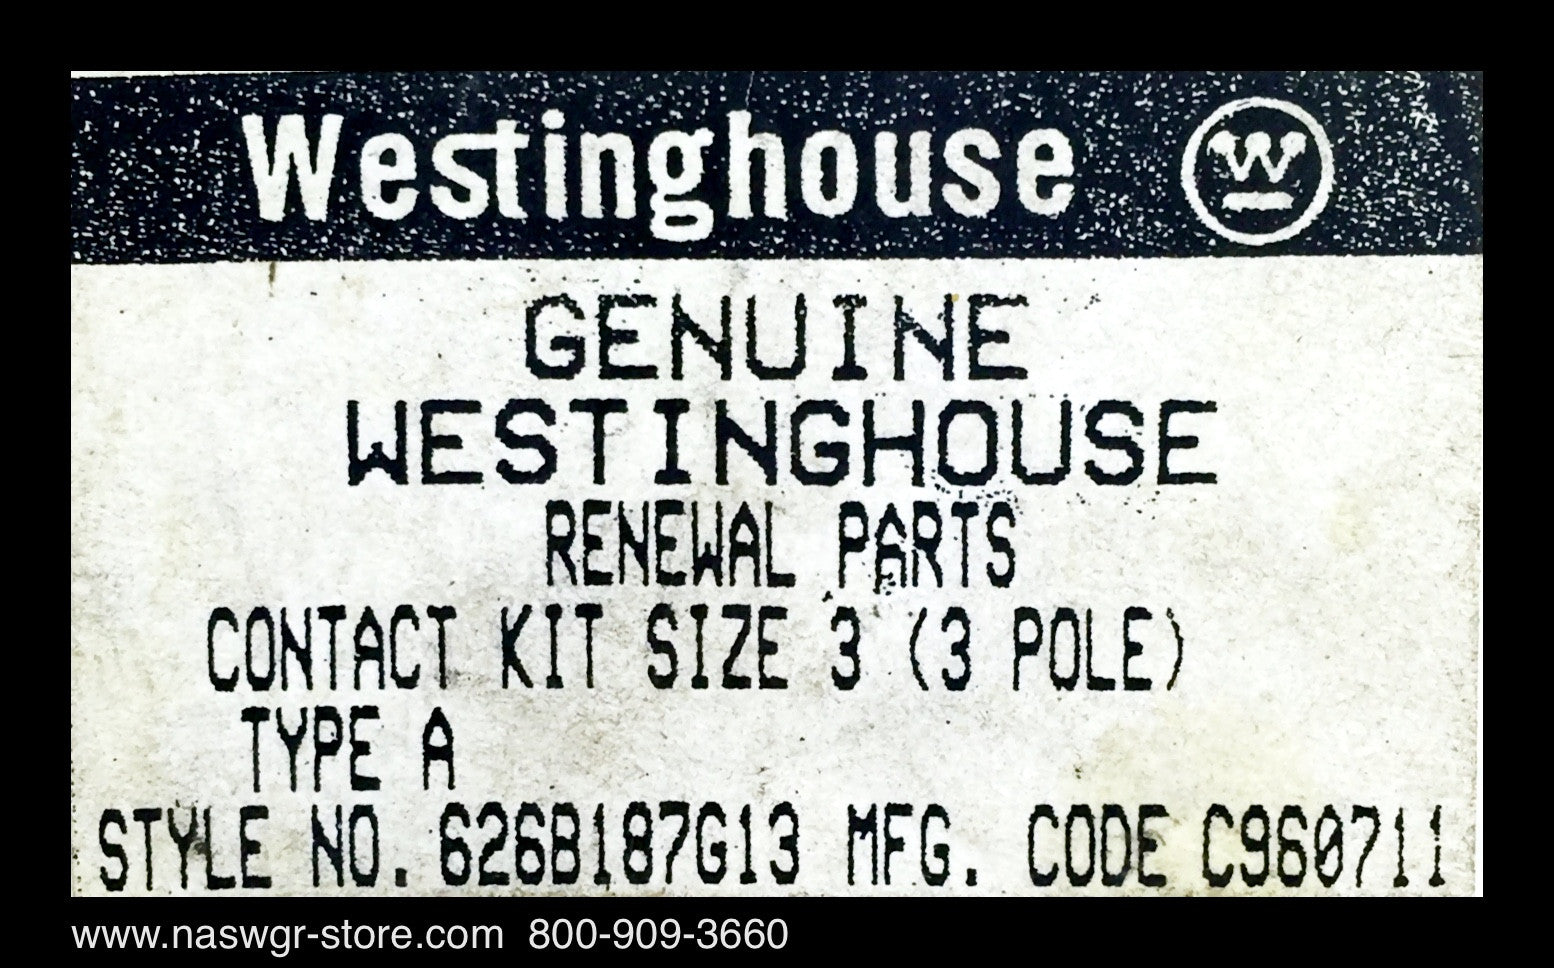 Westinghouse W
GENUINE
WESTINGHOUSE
RENEWAL PARTS
CONTACT KIT SIZE 3 (3 POLE)
TYPE A
STYLE NO. 626B187G13 MFG. CODE C960711
www.naswgr-store.com 800-909-3660